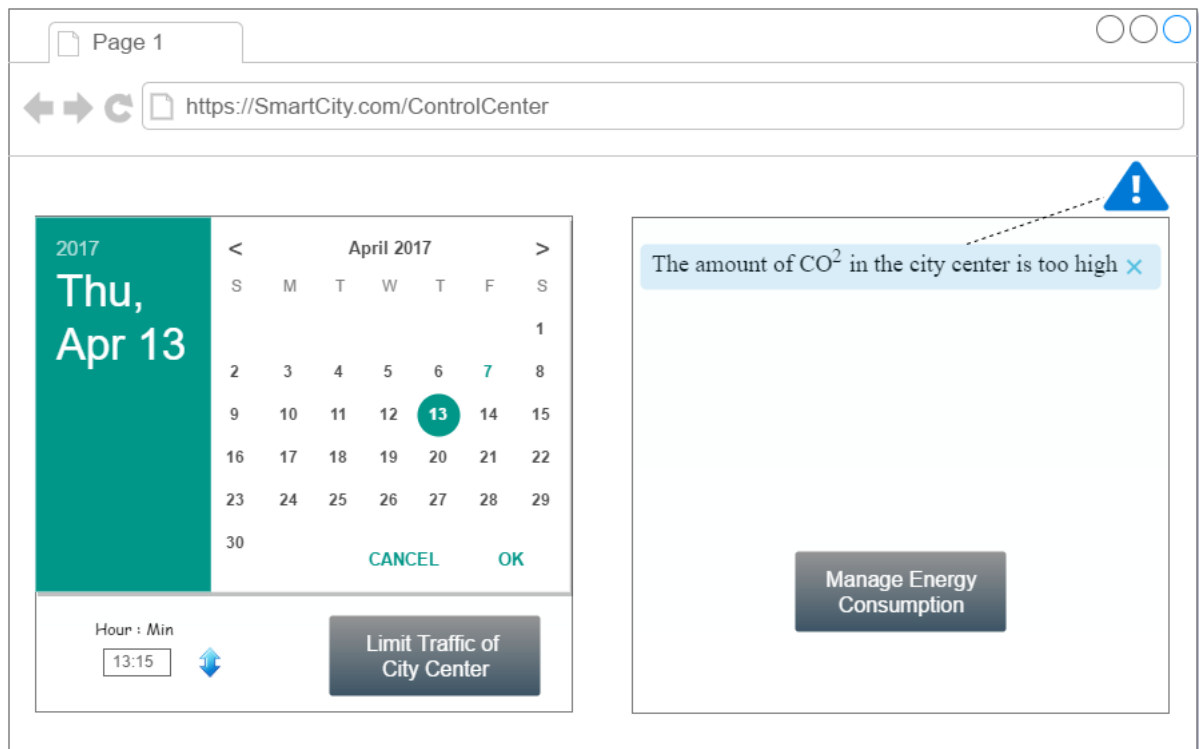 Page 1
https://SmartCity.com/ControlCenter
2017
Thu,
Apr 13
< April 2017 >
S M T W T F S
1
2 3 4 5 6 7 8
9 10 11 12 13 14 15
16 17 18 19 20 21 22
23 24 25 26 27 28 29
30
CANCEL OK
Hour : Min
13:15
Limit Traffic of
City Center
The amount of CO² in the city center is too high ×
Manage Energy
Consumption